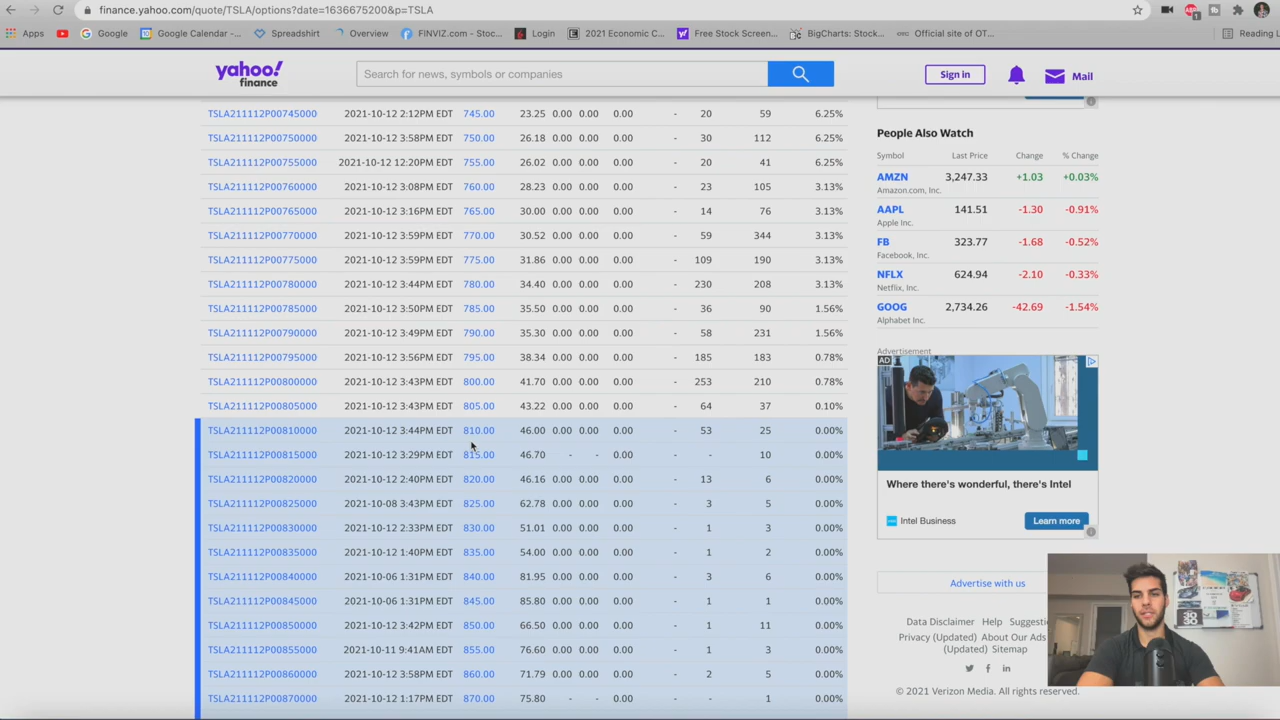 finance.yahoo.com/quote/TSLA/options?date=1636675200&p=TSLA
Apps Google Google Calendar -... Spreadshirt Overview FINVIZ.com - Stoc... Login 2021 Economic C... Free Stock Screen... BigCharts: Stock... Official site of OT... Reading L
yahoo!
finance
Search for news, symbols or companies
Sign in
Mail
TSLA211112P00745000 2021-10-12 2:12PM EDT 745.00 23.25 0.00 0.00 0.00 - 20 59 6.25%
TSLA211112P00750000 2021-10-12 3:58PM EDT 750.00 26.18 0.00 0.00 0.00 - 30 112 6.25%
TSLA211112P00755000 2021-10-12 12:20PM EDT 755.00 26.02 0.00 0.00 0.00 - 20 41 6.25%
TSLA211112P00760000 2021-10-12 3:08PM EDT 760.00 28.23 0.00 0.00 0.00 - 23 105 3.13%
TSLA211112P00765000 2021-10-12 3:16PM EDT 765.00 30.00 0.00 0.00 0.00 - 14 76 3.13%
TSLA211112P00770000 2021-10-12 3:59PM EDT 770.00 30.52 0.00 0.00 0.00 - 59 344 3.13%
TSLA211112P00775000 2021-10-12 3:59PM EDT 775.00 31.86 0.00 0.00 0.00 - 109 190 3.13%
TSLA211112P00780000 2021-10-12 3:44PM EDT 780.00 34.40 0.00 0.00 0.00 - 230 208 3.13%
TSLA211112P00785000 2021-10-12 3:50PM EDT 785.00 35.50 0.00 0.00 0.00 - 36 90 1.56%
TSLA211112P00790000 2021-10-12 3:49PM EDT 790.00 35.30 0.00 0.00 0.00 - 58 231 1.56%
TSLA211112P00795000 2021-10-12 3:56PM EDT 795.00 38.34 0.00 0.00 0.00 - 185 183 0.78%
TSLA211112P00800000 2021-10-12 3:43PM EDT 800.00 41.70 0.00 0.00 0.00 - 253 210 0.78%
TSLA211112P00805000 2021-10-12 3:43PM EDT 805.00 43.22 0.00 0.00 0.00 - 64 37 0.10%
TSLA211112P00810000 2021-10-12 3:44PM EDT 810.00 46.00 0.00 0.00 0.00 - 53 25 0.00%
TSLA211112P00815000 2021-10-12 3:29PM EDT 815.00 46.70 - - 0.00 - - 10 0.00%
TSLA211112P00820000 2021-10-12 2:40PM EDT 820.00 46.16 0.00 0.00 0.00 - 13 6 0.00%
TSLA211112P00825000 2021-10-08 3:43PM EDT 825.00 62.78 0.00 0.00 0.00 - 3 5 0.00%
TSLA211112P00830000 2021-10-12 2:33PM EDT 830.00 51.01 0.00 0.00 0.00 - 1 3 0.00%
TSLA211112P00835000 2021-10-12 1:40PM EDT 835.00 54.00 0.00 0.00 0.00 - 1 2 0.00%
TSLA211112P00840000 2021-10-06 1:31PM EDT 840.00 81.95 0.00 0.00 0.00 - 3 6 0.00%
TSLA211112P00845000 2021-10-06 1:31PM EDT 845.00 85.80 0.00 0.00 0.00 - 1 1 0.00%
TSLA211112P00850000 2021-10-12 3:42PM EDT 850.00 66.50 0.00 0.00 0.00 - 1 11 0.00%
TSLA211112P00855000 2021-10-11 9:41AM EDT 855.00 76.60 0.00 0.00 0.00 - 1 3 0.00%
TSLA211112P00860000 2021-10-12 3:58PM EDT 860.00 71.79 0.00 0.00 0.00 - 2 5 0.00%
TSLA211112P00870000 2021-10-12 1:17PM EDT 870.00 75.80 - - 0.00 - - 1 0.00%
People Also Watch
Symbol Last Price Change % Change
AMZN 3,247.33 +1.03 +0.03%
Amazon.com, Inc.
AAPL 141.51 -1.30 -0.91%
Apple Inc.
FB 323.77 -1.68 -0.52%
Facebook, Inc.
NFLX 624.94 -2.10 -0.33%
Netflix, Inc.
GOOG 2,734.26 -42.69 -1.54%
Alphabet Inc.
Advertisement
AD
Where there's wonderful, there's Intel
Intel Business
Learn more
Advertise with us
Data Disclaimer Help Suggestic
Privacy (Updated) About Our Ads
(Updated) Sitemap
© 2021 Verizon Media. All rights reserved.